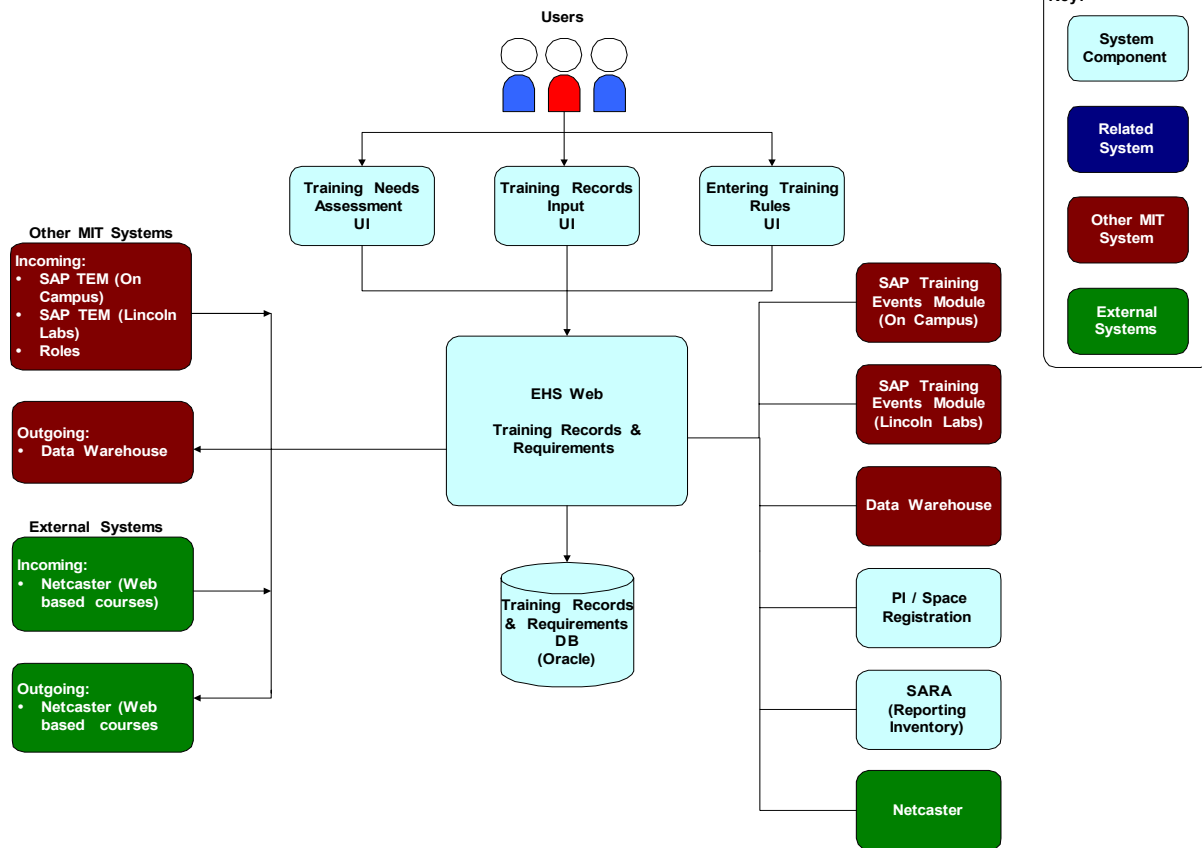 Users
Training Needs
Assessment
UI
Training Records
Input
UI
Entering Training
Rules
UI
Other MIT Systems
Incoming:
• SAP TEM (On
Campus)
• SAP TEM (Lincoln
Labs)
• Roles
Outgoing:
• Data Warehouse
External Systems
Incoming:
• Netcaster (Web
based courses)
Outgoing:
• Netcaster (Web
based courses
EHS Web
Training Records &
Requirements
Training Records
& Requirements
DB
(Oracle)
SAP Training
Events Module
(On Campus)
SAP Training
Events Module
(Lincoln Labs)
Data Warehouse
PI / Space
Registration
SARA
(Reporting
Inventory)
Netcaster
Key:
System
Component
Related
System
Other MIT
System
External
Systems